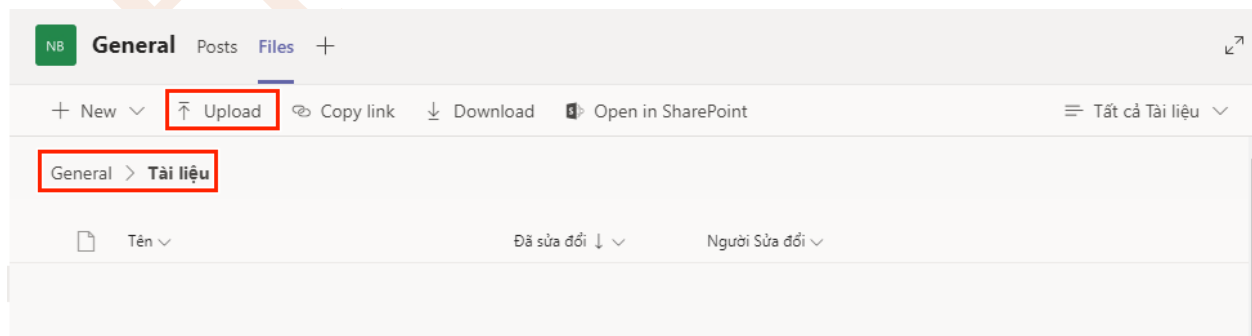 NB General Posts Files
New Upload Copy link Download Open in SharePoint Tất cả Tài liệu
General > Tài liệu
Tên Đã sửa đổi ↓ Người Sửa đổi